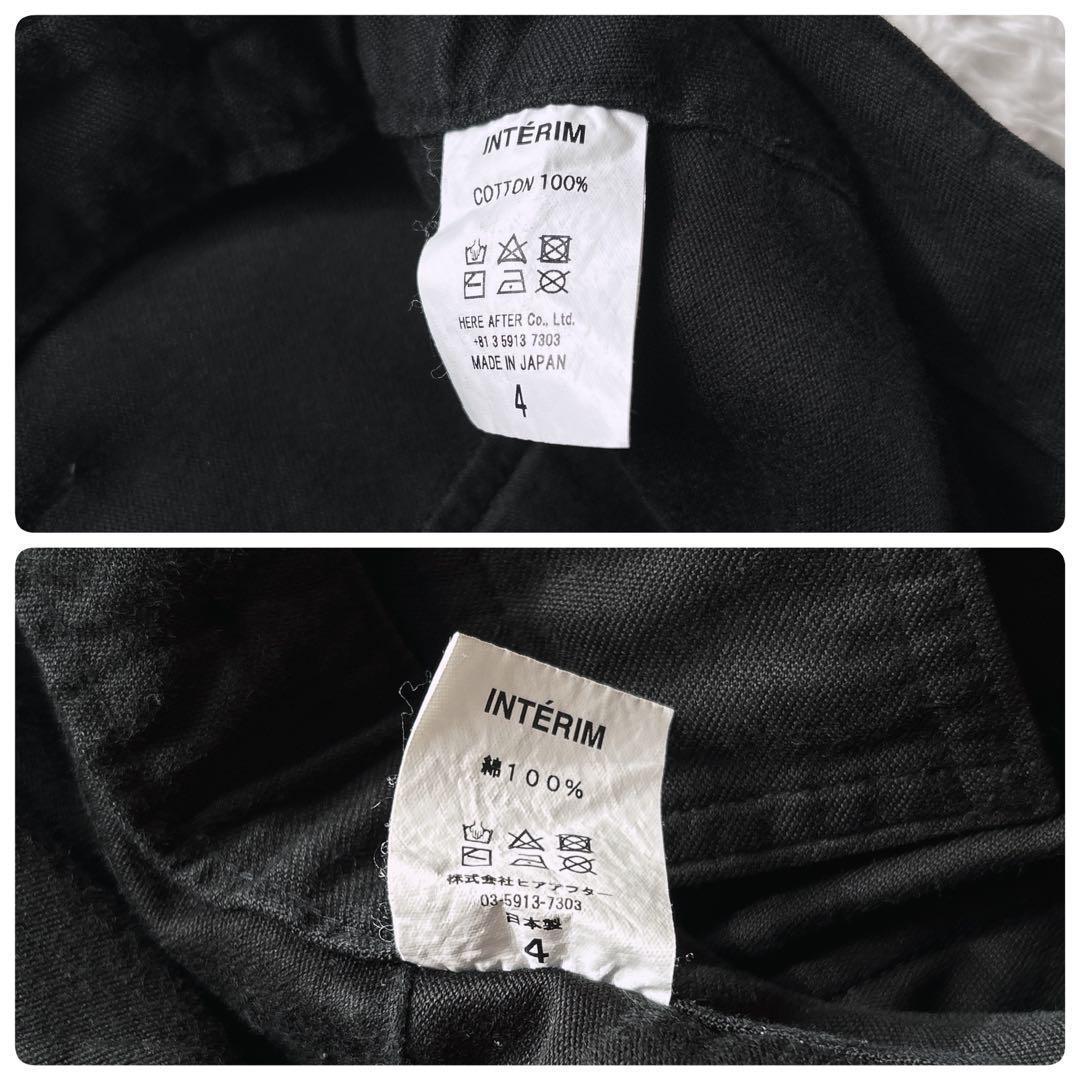 INTÉRIM
COTTON 100%
HERE AFTER Co., Ltd.
+81 3 5913 7303
MADE IN JAPAN
4
INTÉRIM
綿100%
株式会社ヒアアフター
03-5913-7303
日本製
4